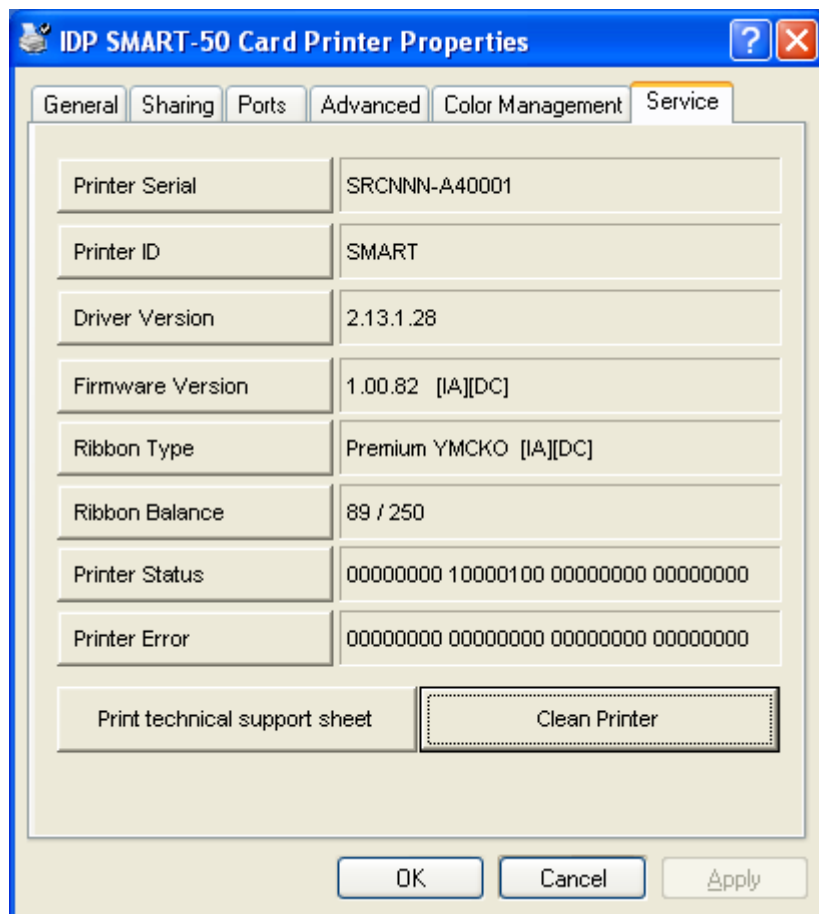 IDP SMART-50 Card Printer Properties
General Sharing Ports Advanced Color Management Service
Printer Serial SRCNNN-A40001
Printer ID SMART
Driver Version 2.13.1.28
Firmware Version 1.00.82 [IA][DC]
Ribbon Type Premium YMCKO [IA][DC]
Ribbon Balance 89 / 250
Printer Status 00000000 10000100 00000000 00000000
Printer Error 00000000 00000000 00000000 00000000
Print technical support sheet Clean Printer
OK Cancel Apply